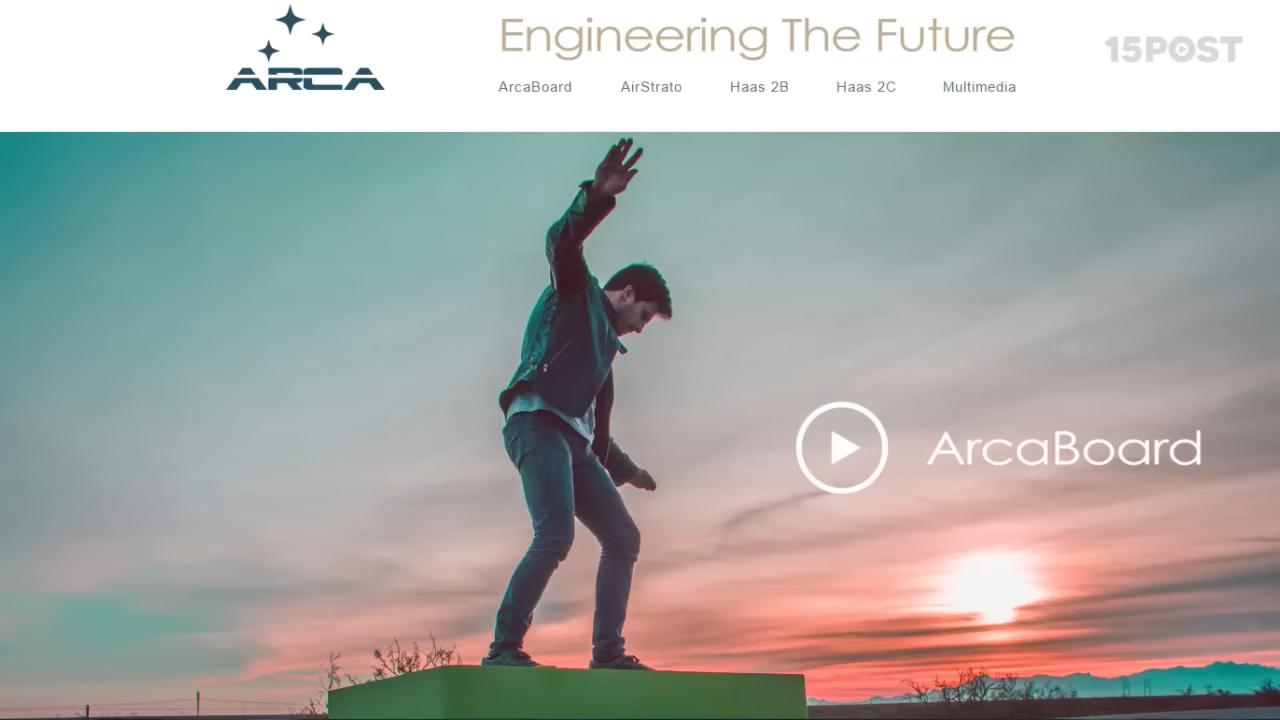 ARCA
Engineering The Future
15POST
ArcaBoard AirStrato Haas 2B Haas 2C Multimedia
ArcaBoard